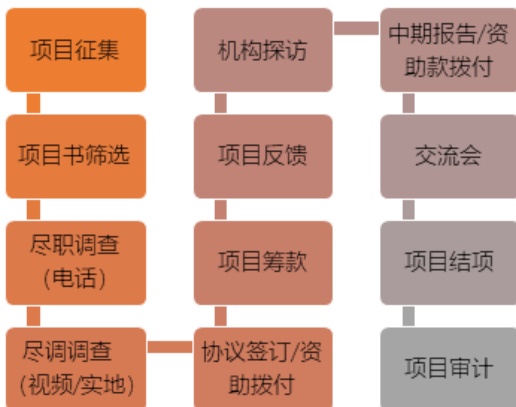 项目征集
项目书筛选
尽职调查
（电话）
尽调调查
（视频/实地）
协议签订/资
助拨付
项目筹款
项目反馈
机构探访
中期报告/资
助款拨付
交流会
项目结项
项目审计